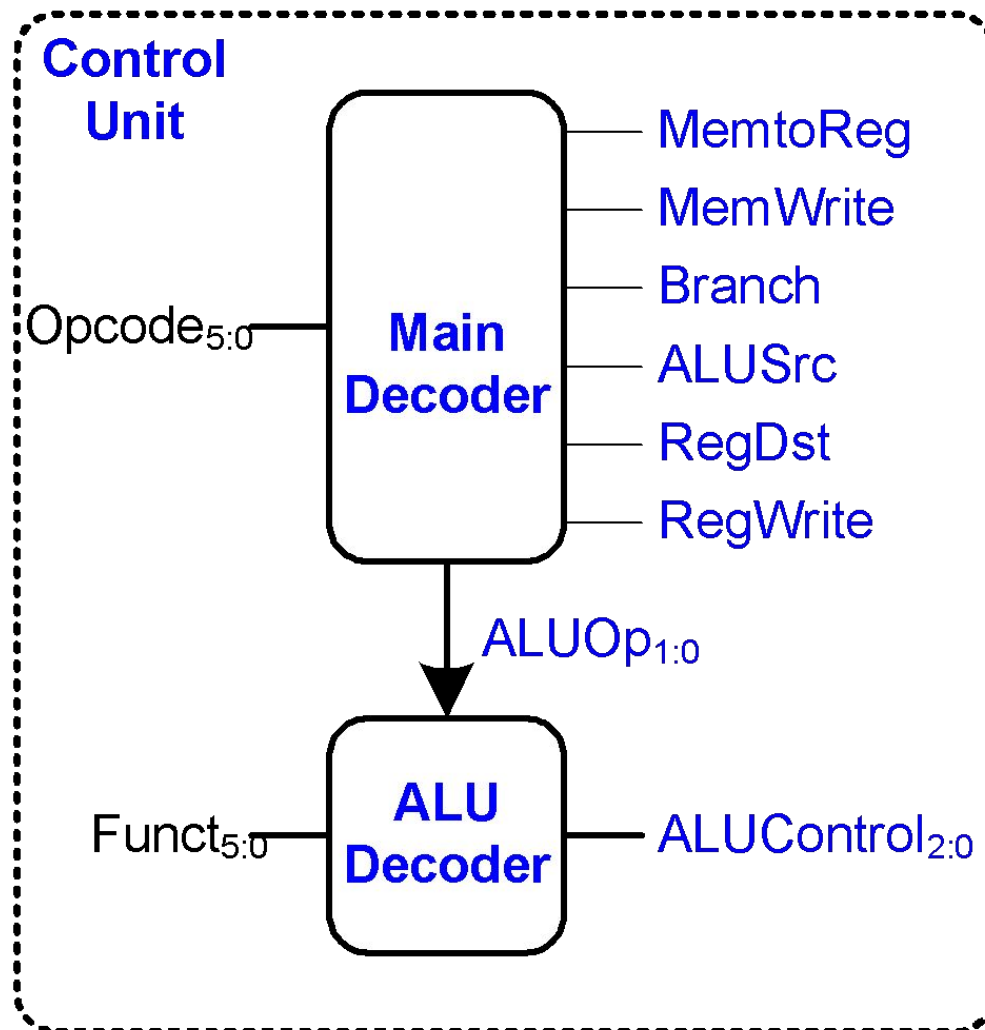 Control
Unit
MemtoReg
MemWrite
Branch
Opcode5:0
Main
Decoder
ALUSrc
RegDst
RegWrite
ALUOp1:0
ALU
Decoder
Funct5:0
ALUControl2:0